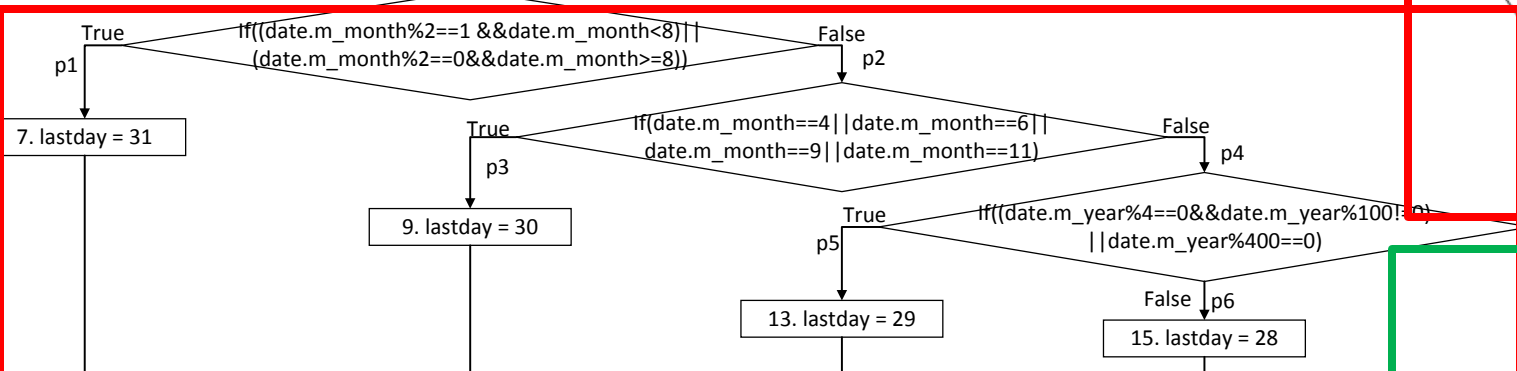 True
If((date.m_month%2==1 &&date.m_month<8)||
(date.m_month%2==0&&date.m_month>=8))
False
p1
p2
7. lastday = 31
True
If(date.m_month==4||date.m_month==6||
date.m_month==9||date.m_month==11)
False
p3
p4
9. lastday = 30
True
If((date.m_year%4==0&&date.m_year%100!=0)
||date.m_year%400==0)
p5
False
p6
13. lastday = 29
15. lastday = 28